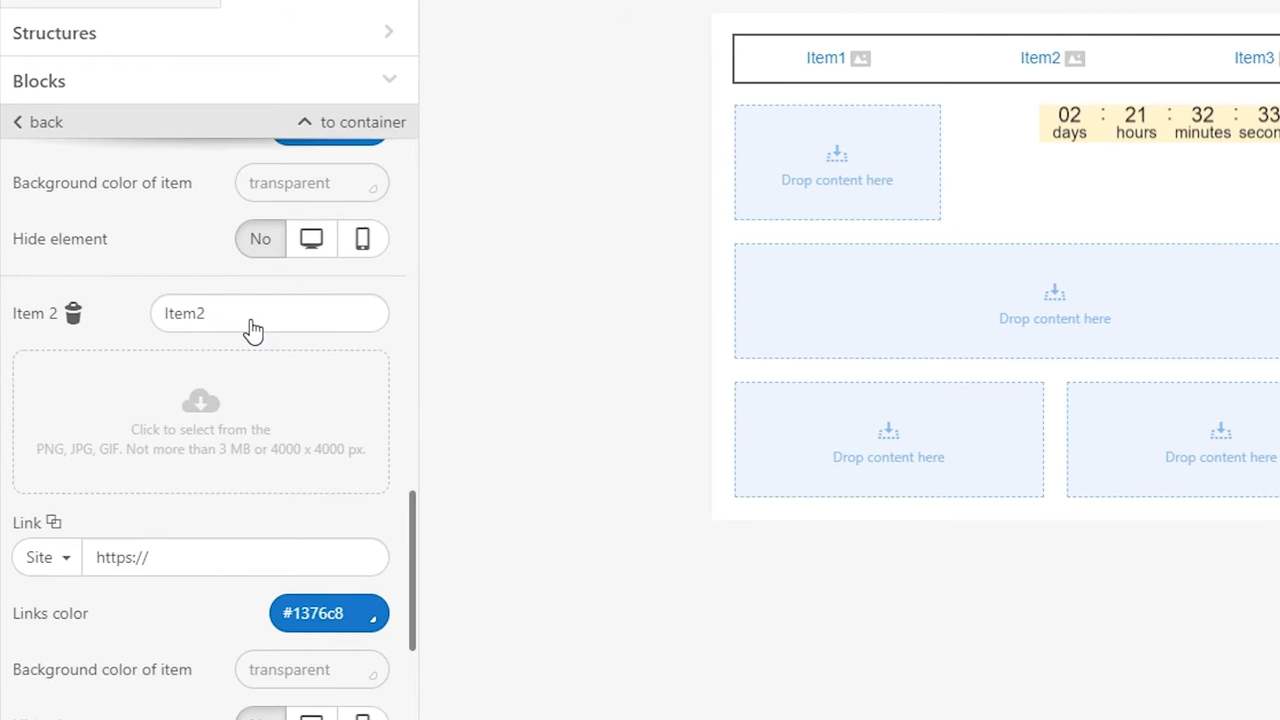 Structures
Blocks
back
to container
Background color of item
transparent
Hide element
No
Item 2
Item2
Click to select from the
PNG, JPG, GIF. Not more than 3 MB or 4000 x 4000 px.
Link
Site
https://
Links color
#1376c8
Background color of item
transparent
Item1
Item2
Item3
02 : 21 : 32 : 33
days hours minutes secon
Drop content here
Drop content here
Drop content here
Drop content here